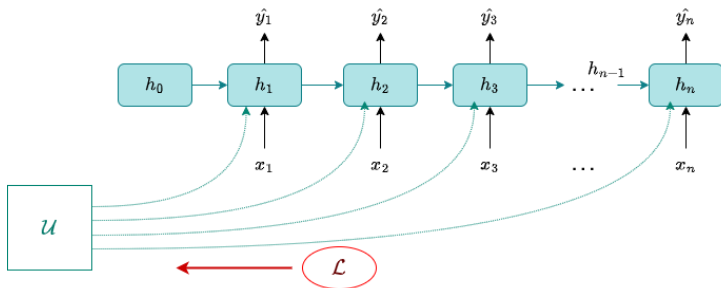 ŷ₁ ŷ₂ ŷ₃ ŷₙ
h₀ h₁ h₂ h₃ ... hₙ₋₁ hₙ
x₁ x₂ x₃ ... xₙ
𝒰
ℒ